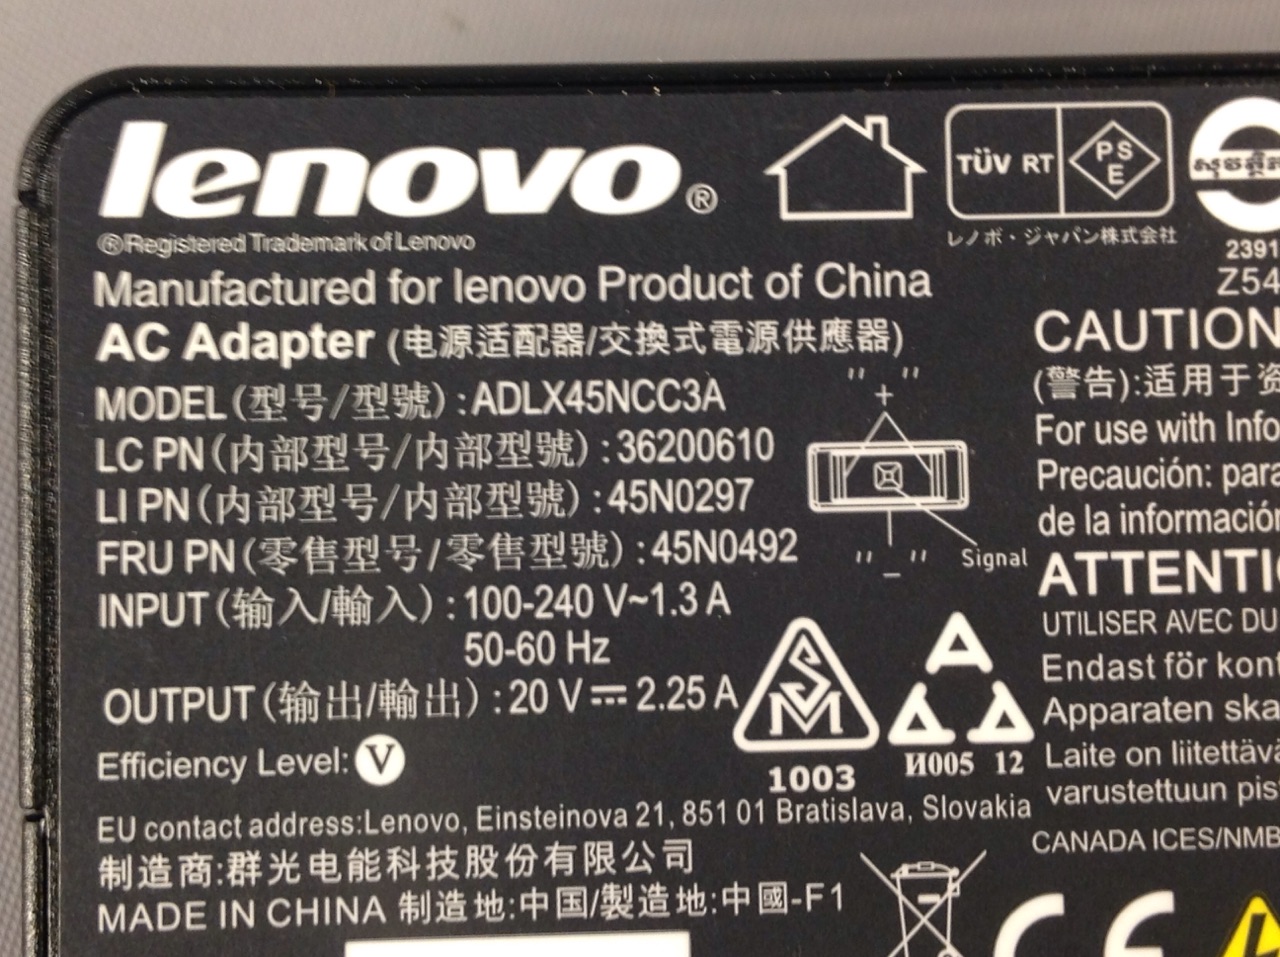 lenovo®
®Registered Trademark of Lenovo
Manufactured for lenovo Product of China
AC Adapter (电源适配器/交換式電源供應器)
MODEL(型号/型號):ADLX45NCC3A
LC PN(内部型号/内部型號):36200610
LI PN(内部型号/内部型號):45N0297
FRU PN(零售型号/零售型號):45N0492
INPUT(输入/輸入):100-240 V~1.3 A
50-60 Hz
OUTPUT(输出/輸出):20 V⎓2.25 A
Efficiency Level: V
EU contact address:Lenovo, Einsteinova 21, 851 01 Bratislava, Slovakia
制造商:群光电能科技股份有限公司
MADE IN CHINA 制造地:中国/製造地:中國-F1
TÜV RT
PS
E
レノボ・ジャパン株式会社
2391
Z54
"+"
"-"
Signal
1003
И005 12
CAUTION
(警告):适用于资
For use with Info
Precaución: para
de la información
ATTENTI
UTILISER AVEC DU
Endast för kont
Apparaten ska
Laite on liitettävä
varustettuun pis
CANADA ICES/NMB
CE